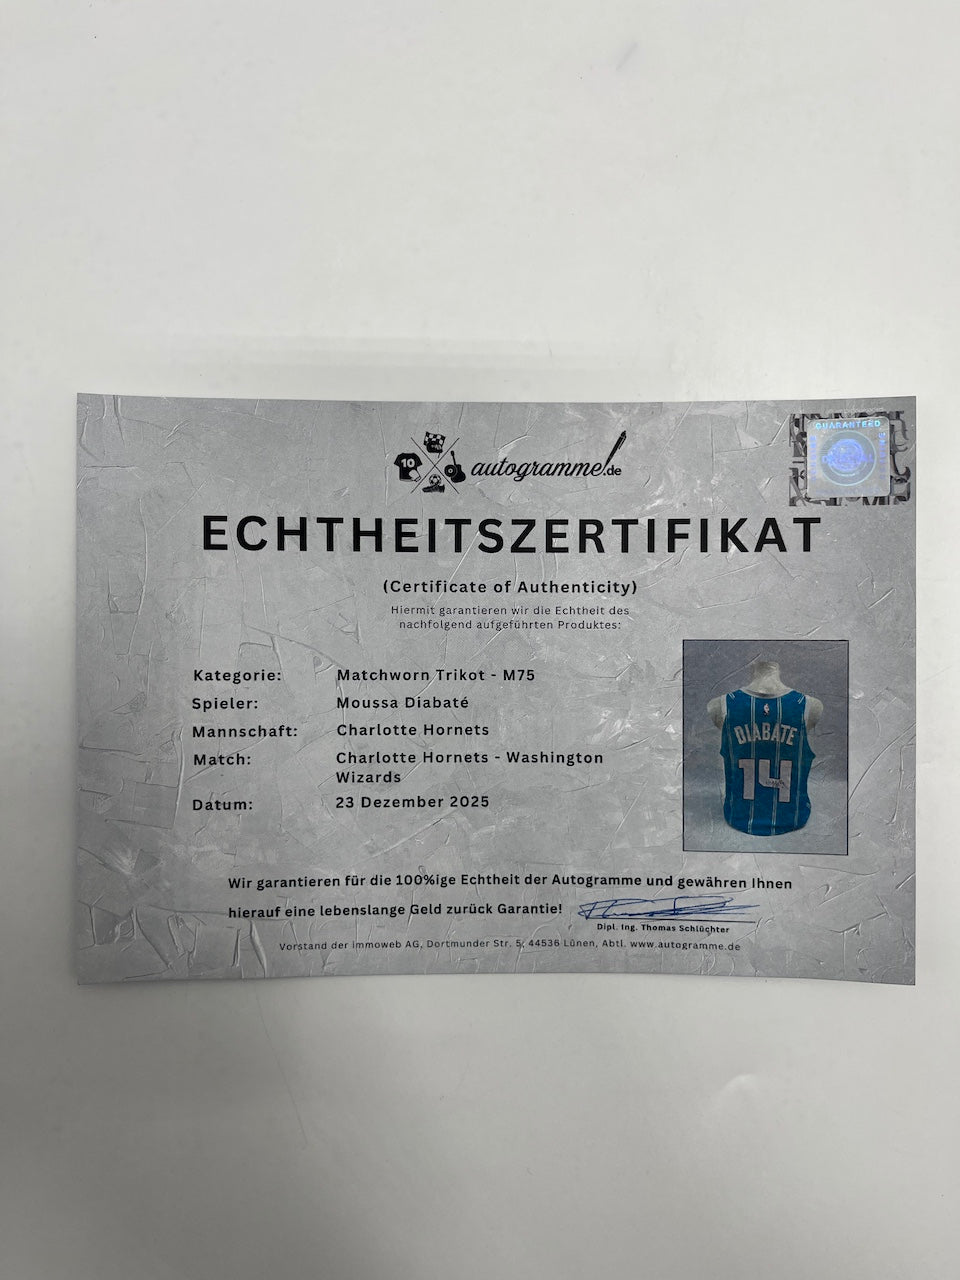 10
autogramme.de
GUARANTEED
ECHTHEITSZERTIFIKAT
(Certificate of Authenticity)
Hiermit garantieren wir die Echtheit des
nachfolgend aufgeführten Produktes:
Kategorie: Matchworn Trikot - M75
Spieler: Moussa Diabaté
Mannschaft: Charlotte Hornets
Match: Charlotte Hornets - Washington
Wizards
Datum: 23 Dezember 2025
DIABATE
14
Wir garantieren für die 100%ige Echtheit der Autogramme und gewähren Ihnen
hierauf eine lebenslange Geld zurück Garantie!
Dipl. Ing. Thomas Schlüchter
Vorstand der immoweb AG, Dortmunder Str. 5, 44536 Lünen, Abtl. www.autogramme.de